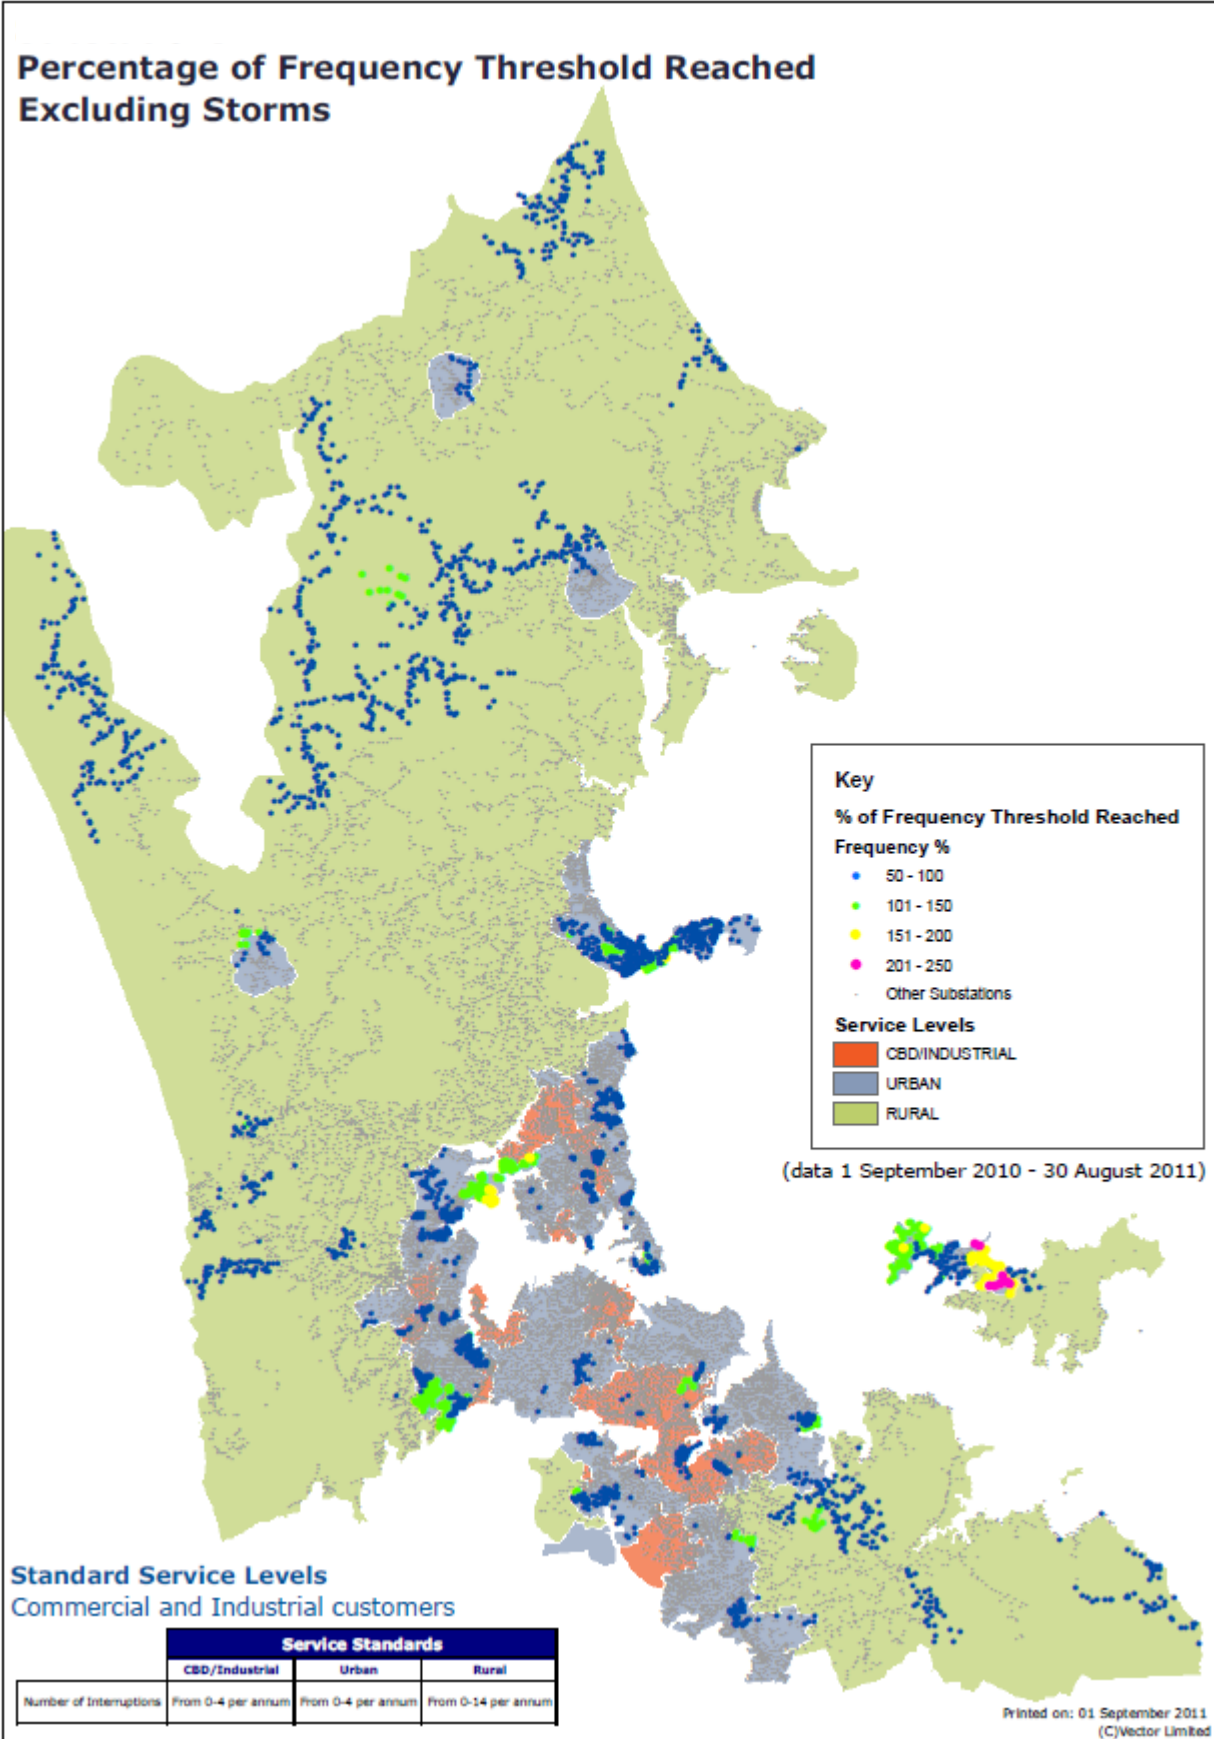 Percentage of Frequency Threshold Reached
Excluding Storms
Key
% of Frequency Threshold Reached
Frequency %
50 - 100
101 - 150
151 - 200
201 - 250
Other Substations
Service Levels
CBD/INDUSTRIAL
URBAN
RURAL
(data 1 September 2010 - 30 August 2011)
Standard Service Levels
Commercial and Industrial customers
Service Standards
CBD/Industrial Urban Rural
Number of Interruptions From 0-4 per annum From 0-4 per annum From 0-14 per annum
Printed on: 01 September 2011
(C)Vector Limited